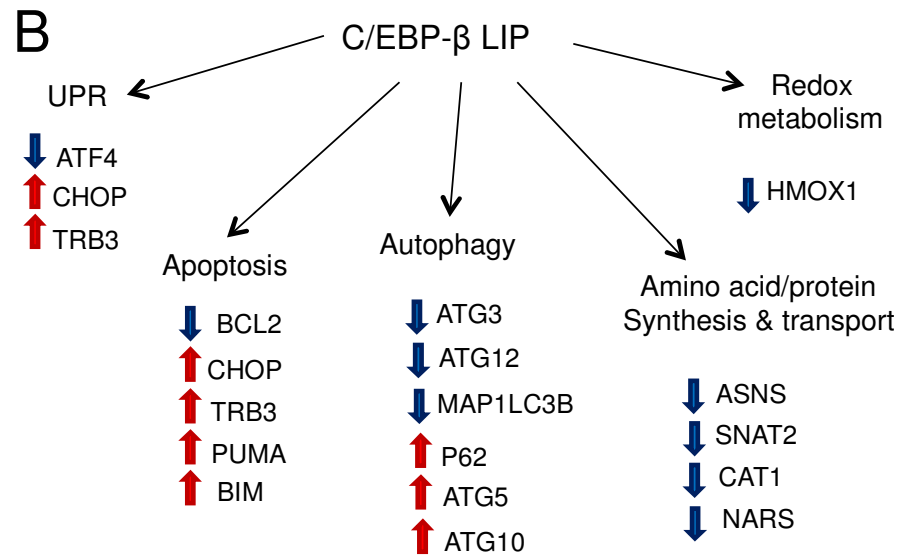 B
C/EBP-β LIP
UPR
ATF4
CHOP
TRB3
Apoptosis
BCL2
CHOP
TRB3
PUMA
BIM
Autophagy
ATG3
ATG12
MAP1LC3B
P62
ATG5
ATG10
Amino acid/protein
Synthesis & transport
ASNS
SNAT2
CAT1
NARS
Redox
metabolism
HMOX1